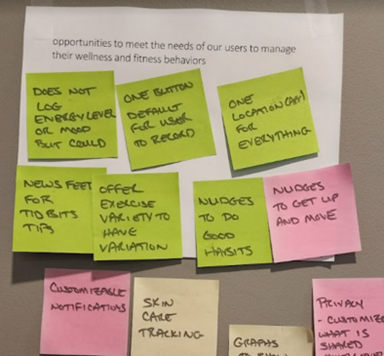 opportunities to meet the needs of our users to manage
their wellness and fitness behaviors
DOES NOT
LOG
ENERGY LEVEL
OR MOOD
BUT COULD
ONE BUTTON
DEFAULT
FOR USER
TO RECORD
ONE
LOCATION (APP)
FOR
EVERYTHING
NEWS FEED
FOR
TIDBITS
TIPS
OFFER
EXERCISE
VARIETY TO
HAVE
VARIATION
NUDGES
TO DO
GOOD
HABITS
NUDGES
TO GET UP
AND MOVE
CUSTOMIZABLE
NOTIFICATIONS
SKIN
CARE
TRACKING
GRAPHS
PRIVACY
- CUSTOMIZE
WHAT IS
SHARED